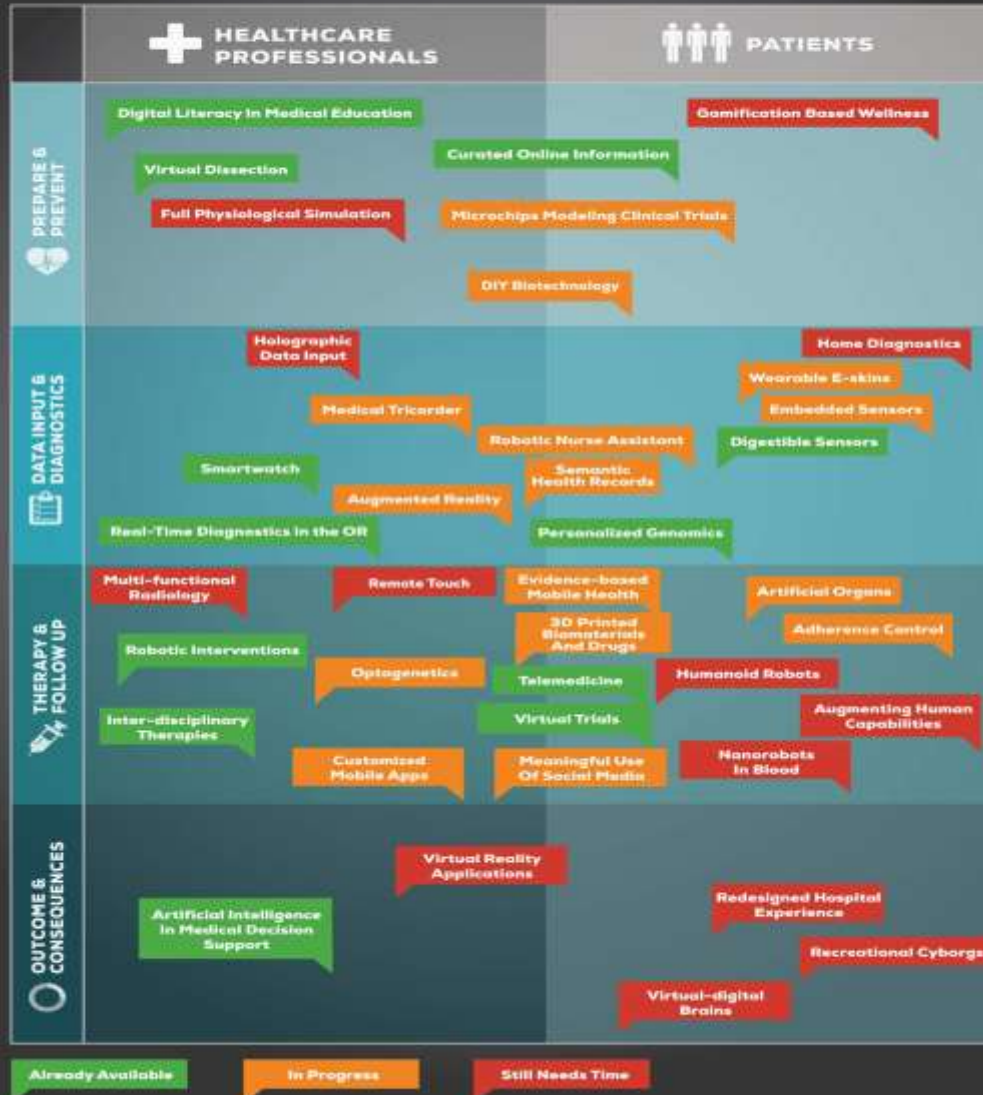 HEALTHCARE
PROFESSIONALS
PATIENTS
PREPARE &
PREVENT
Digital Literacy In Medical Education
Gamification Based Wellness
Curated Online Information
Virtual Dissection
Full Physiological Simulation
Microchips Modeling Clinical Trials
DIY Biotechnology
DATA INPUT &
DIAGNOSTICS
Holographic
Data Input
Home Diagnostics
Wearable E-skins
Medical Tricorder
Embedded Sensors
Robotic Nurse Assistant
Digestible Sensors
Smartwatch
Semantic
Health Records
Augmented Reality
Real-Time Diagnostics in the OR
Personalized Genomics
THERAPY &
FOLLOW UP
Multi-functional
Radiology
Remote Touch
Evidence-based
Mobile Health
Artificial Organs
3D Printed
Biomaterials
And Drugs
Adherence Control
Robotic Interventions
Optogenetics
Telemedicine
Humanoid Robots
Inter-disciplinary
Therapies
Virtual Trials
Augmenting Human
Capabilities
Customized
Mobile Apps
Meaningful Use
Of Social Media
Nanorobots
In Blood
OUTCOME &
CONSEQUENCES
Virtual Reality
Applications
Artificial Intelligence
In Medical Decision
Support
Redesigned Hospital
Experience
Recreational Cyborgs
Virtual-digital
Brains
Already Available
In Progress
Still Needs Time